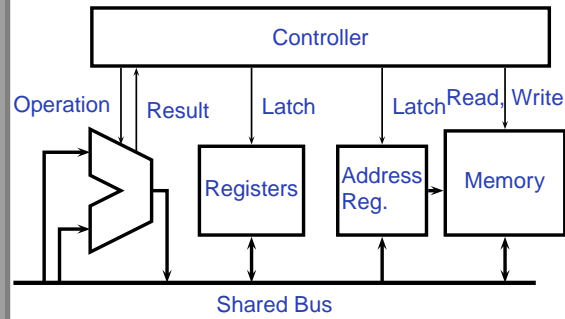 Controller
Operation
Result
Latch
Latch
Read, Write
Registers
Address
Reg.
Memory
Shared Bus